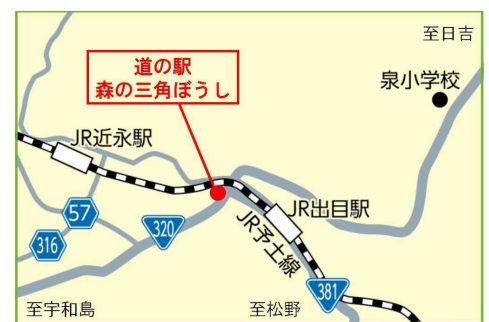 至日吉
道の駅
森の三角ぼうし
泉小学校
JR近永駅
57
320
316
JR出目駅
JR予土線
381
至宇和島
至松野